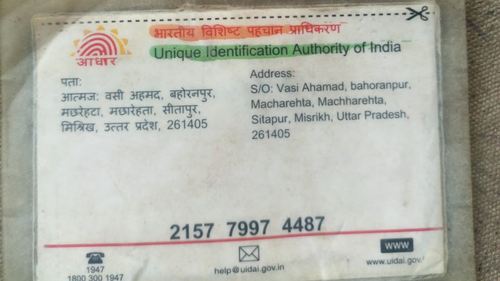 भारतीय विशिष्ट पहचान प्राधिकरण
Unique Identification Authority of India
आधार
पता:
आत्मज: वसी अहमद, बहोरनपुर,
मछरेहटा, मछारेहता, सीतापुर,
मिश्रिख, उत्तर प्रदेश, 261405
Address:
S/O: Vasi Ahamad, bahoranpur,
Macharehta, Machharehta,
Sitapur, Misrikh, Uttar Pradesh,
261405
2157 7997 4487
1947
1800 300 1947
help@uidai.gov.in
www
www.uidai.gov.